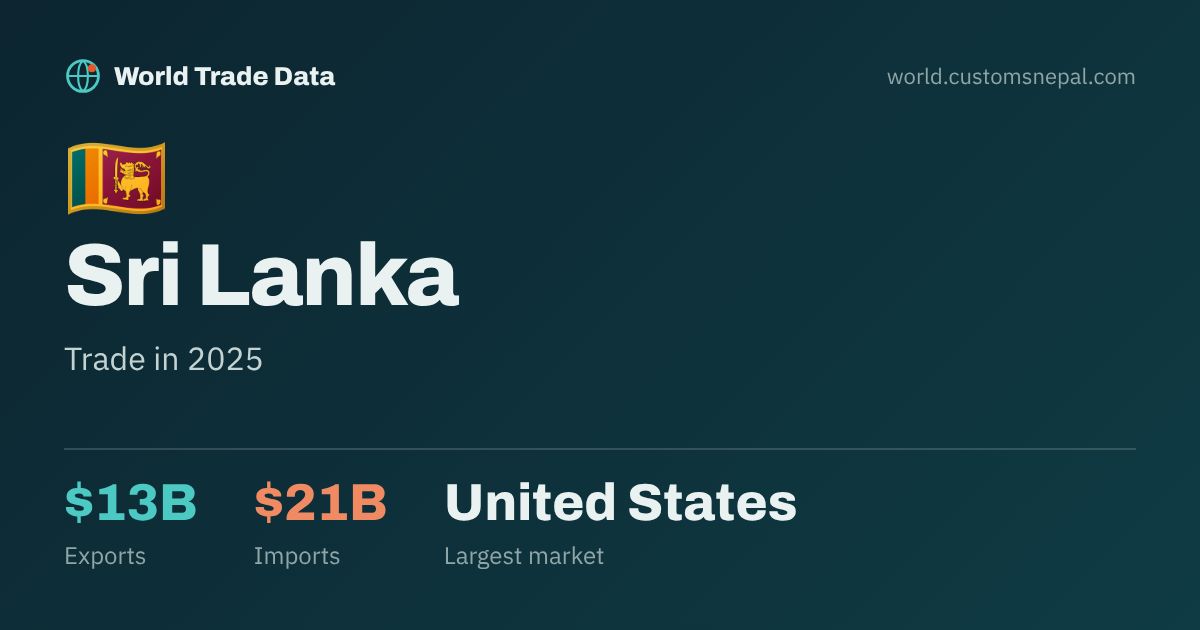 World Trade Data
world.customsnepal.com
Sri Lanka
Trade in 2025
$13B
$21B
United States
Exports
Imports
Largest market